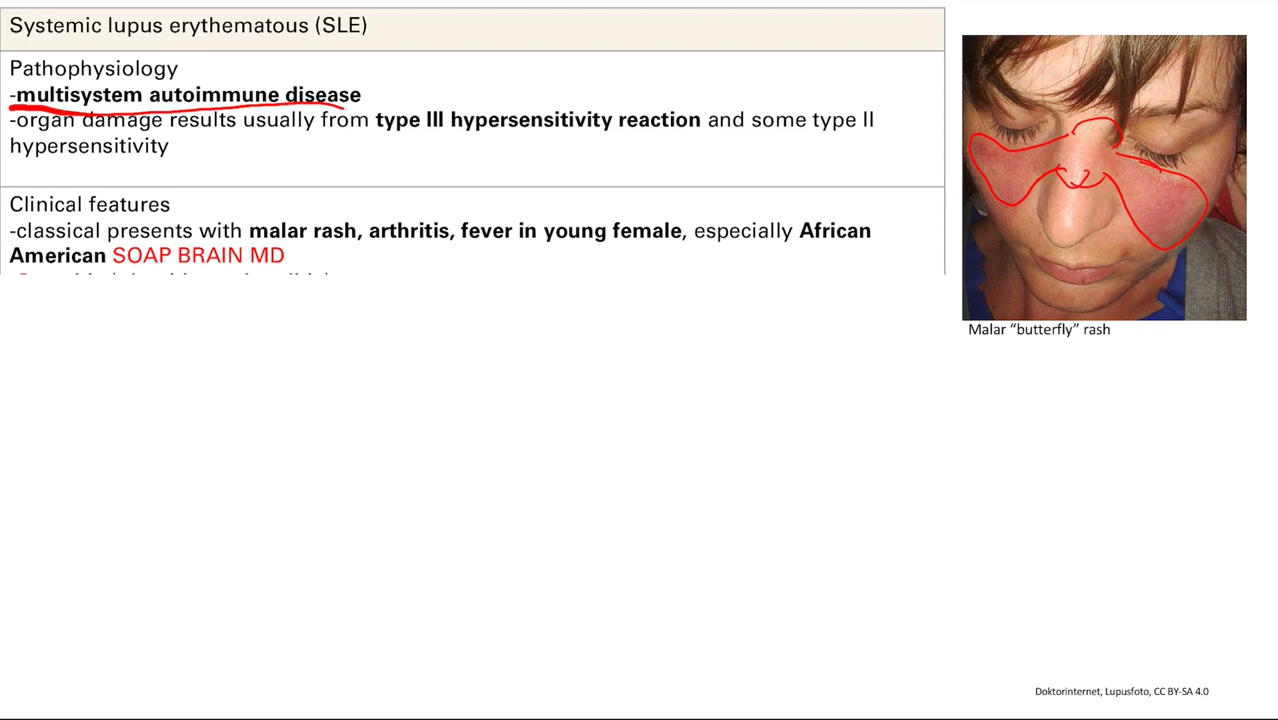 Systemic lupus erythematous (SLE)
Pathophysiology
-multisystem autoimmune disease
-organ damage results usually from type III hypersensitivity reaction and some type II
hypersensitivity
Clinical features
-classical presents with malar rash, arthritis, fever in young female, especially African
American SOAP BRAIN MD
Malar “butterfly” rash
Doktorinternet, Lupusfoto, CC BY-SA 4.0